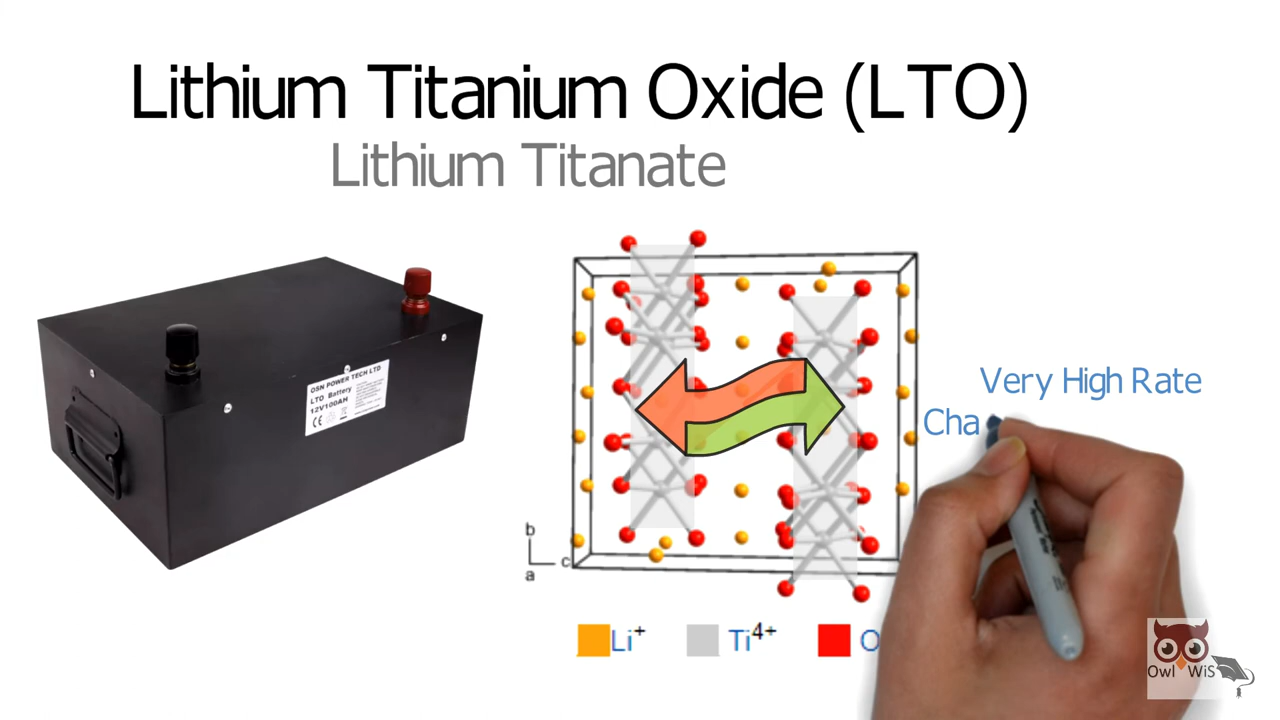 Lithium Titanium Oxide (LTO)
Lithium Titanate
OSN POWER TECH LTD
LTO Battery
12V100AH
CE
Very High Rate
Cha
b
c
a
Li⁺
Ti⁴⁺
O
Owl WiS